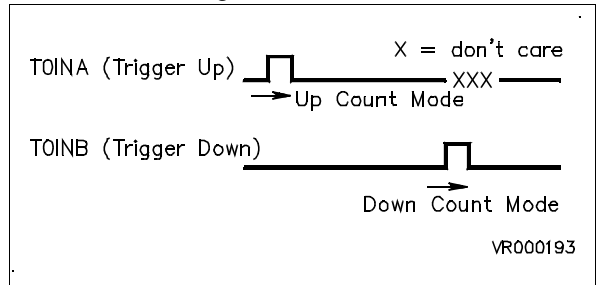 X = don't care
T0INA (Trigger Up)
XXX
Up Count Mode
T0INB (Trigger Down)
Down Count Mode
VR000193